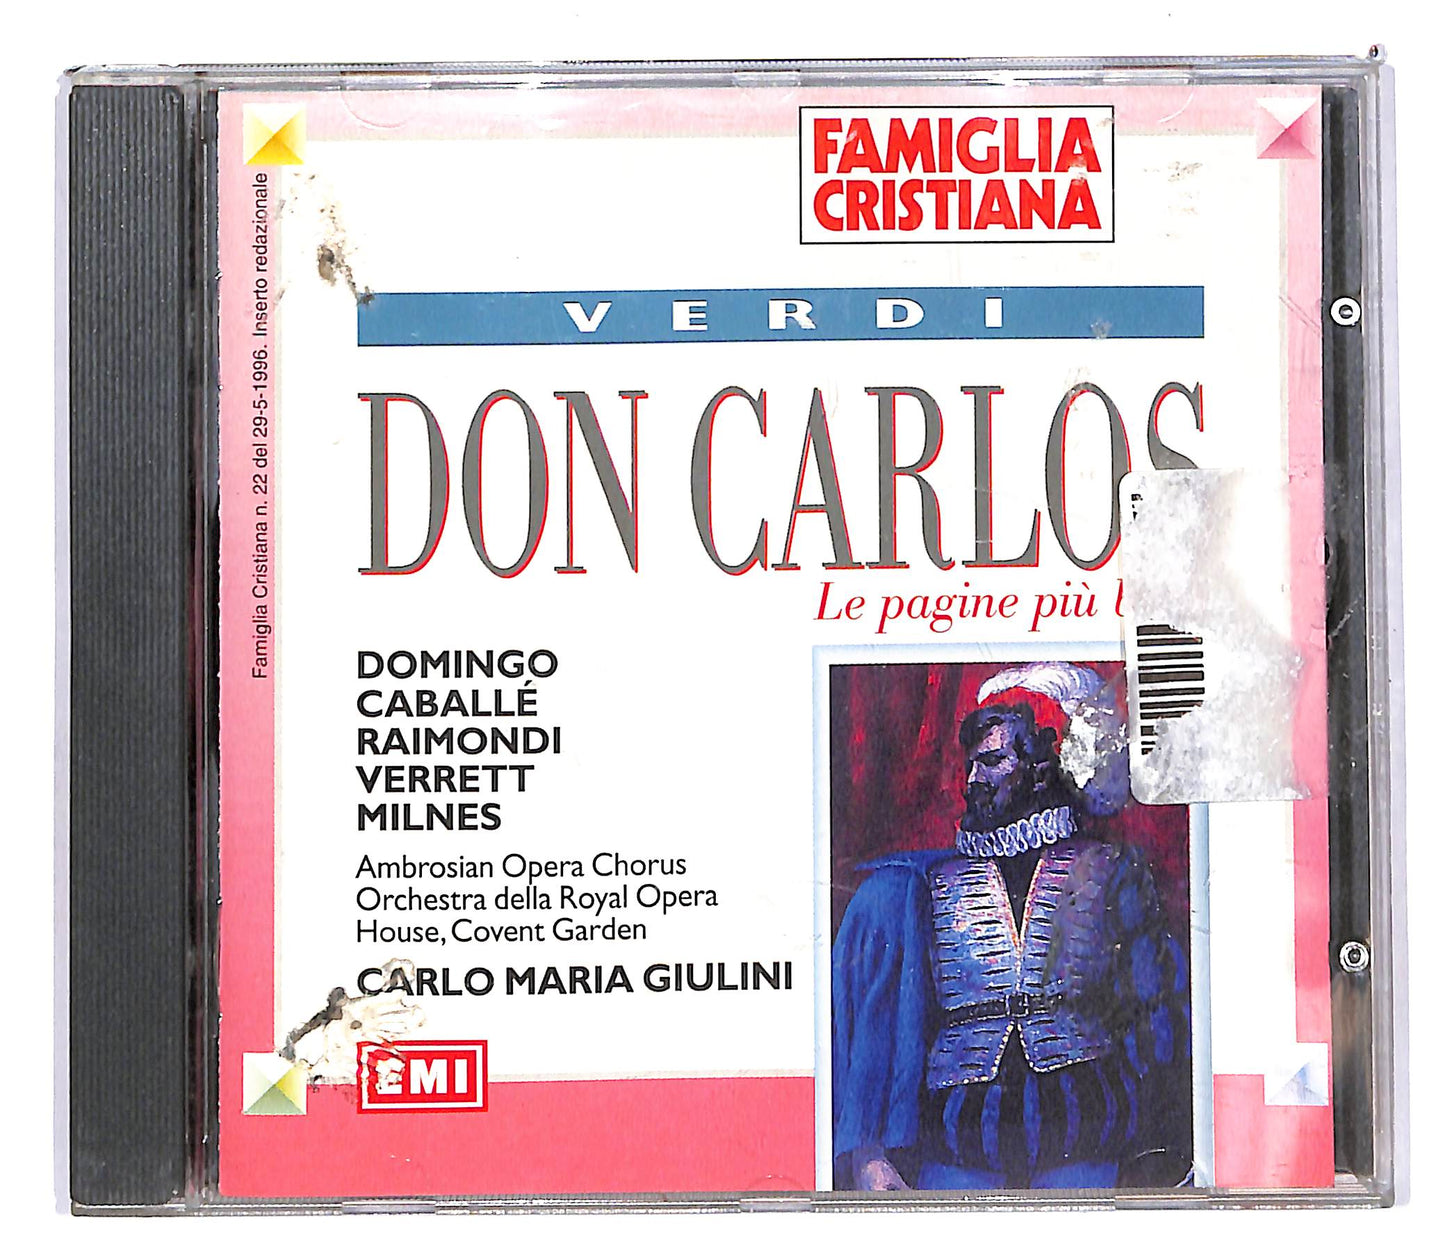 FAMIGLIA
CRISTIANA
Famiglia Cristiana n. 22 del 29-5-1996. Inserto redazionale
VERDI
DON CARLOS
Le pagine più
DOMINGO
CABALLÉ
RAIMONDI
VERRETT
MILNES
Ambrosian Opera Chorus
Orchestra della Royal Opera
House, Covent Garden
CARLO MARIA GIULINI
EMI